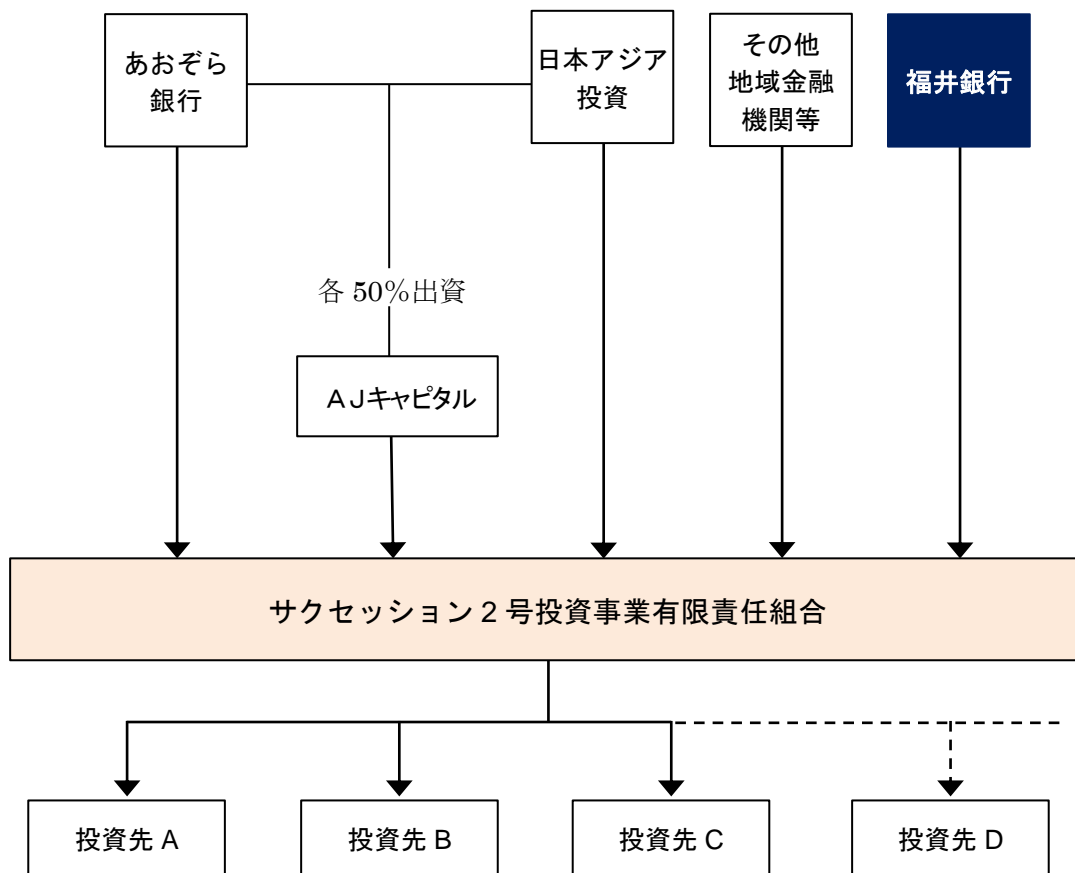 あおぞら
銀行
日本アジア
投資
その他
地域金融
機関等
福井銀行
各 50%出資
AJキャピタル
サクセッション2号投資事業有限責任組合
投資先 A
投資先 B
投資先 C
投資先 D